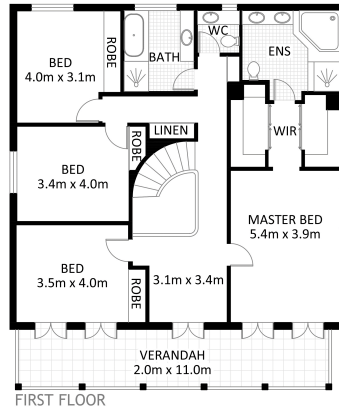 WC
ENS
BATH
ROBE
BED
4.0m x 3.1m
LINEN
WIR
ROBE
BED
3.4m x 4.0m
MASTER BED
5.4m x 3.9m
BED
3.5m x 4.0m
ROBE
3.1m x 3.4m
VERANDAH
2.0m x 11.0m
FIRST FLOOR